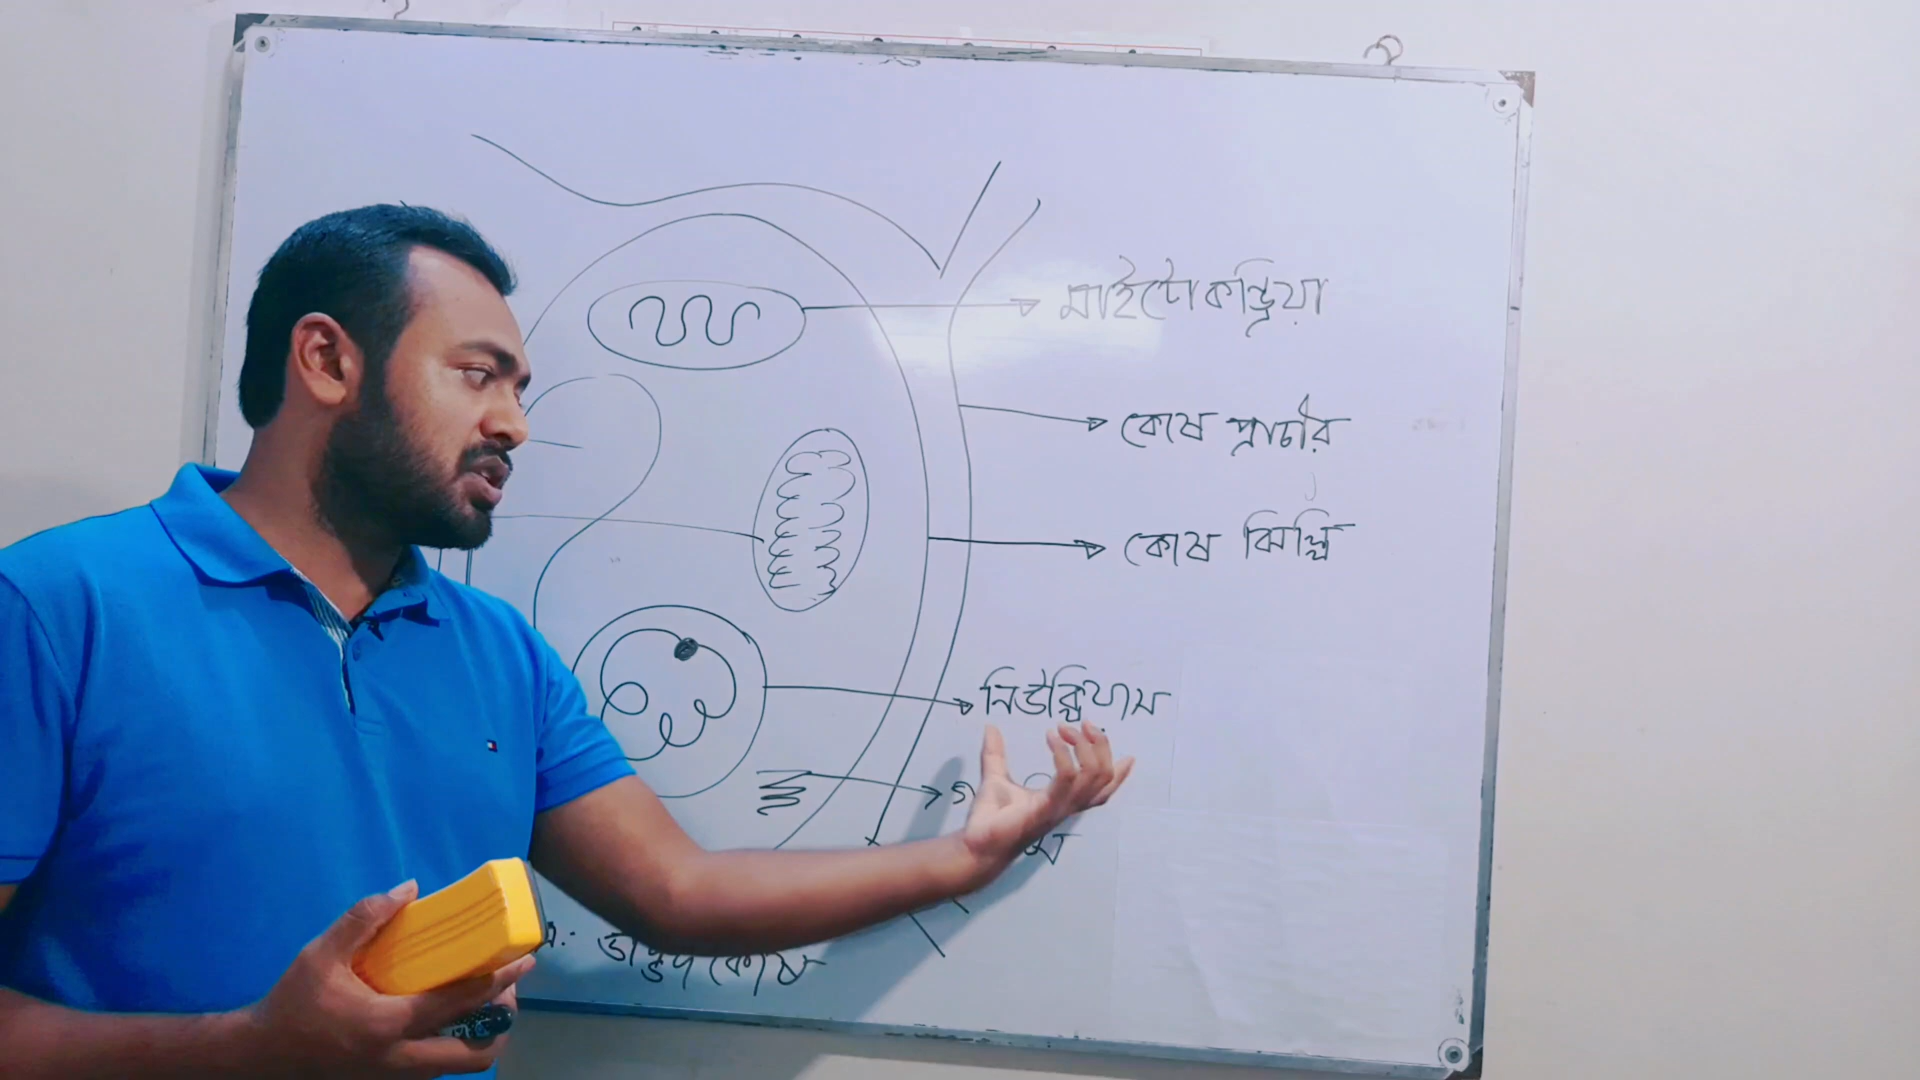 মাইটোকন্ড্রিয়া
কোষ প্রাচীর
কোষ ঝিল্লি
নিউক্লিয়াস
উদ্ভিদ কোষ